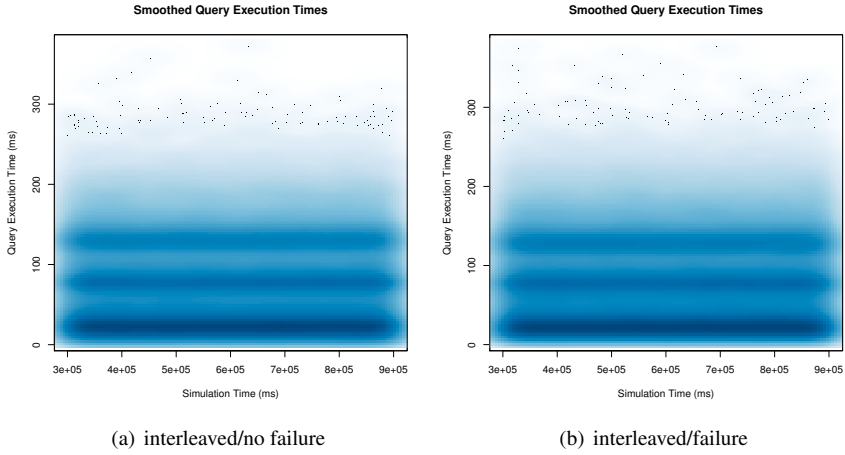 Smoothed Query Execution Times
Query Execution Time (ms)
300
200
100
0
3e+05 4e+05 5e+05 6e+05 7e+05 8e+05 9e+05
Simulation Time (ms)
(a) interleaved/no failure
Smoothed Query Execution Times
Query Execution Time (ms)
300
200
100
0
3e+05 4e+05 5e+05 6e+05 7e+05 8e+05 9e+05
Simulation Time (ms)
(b) interleaved/failure